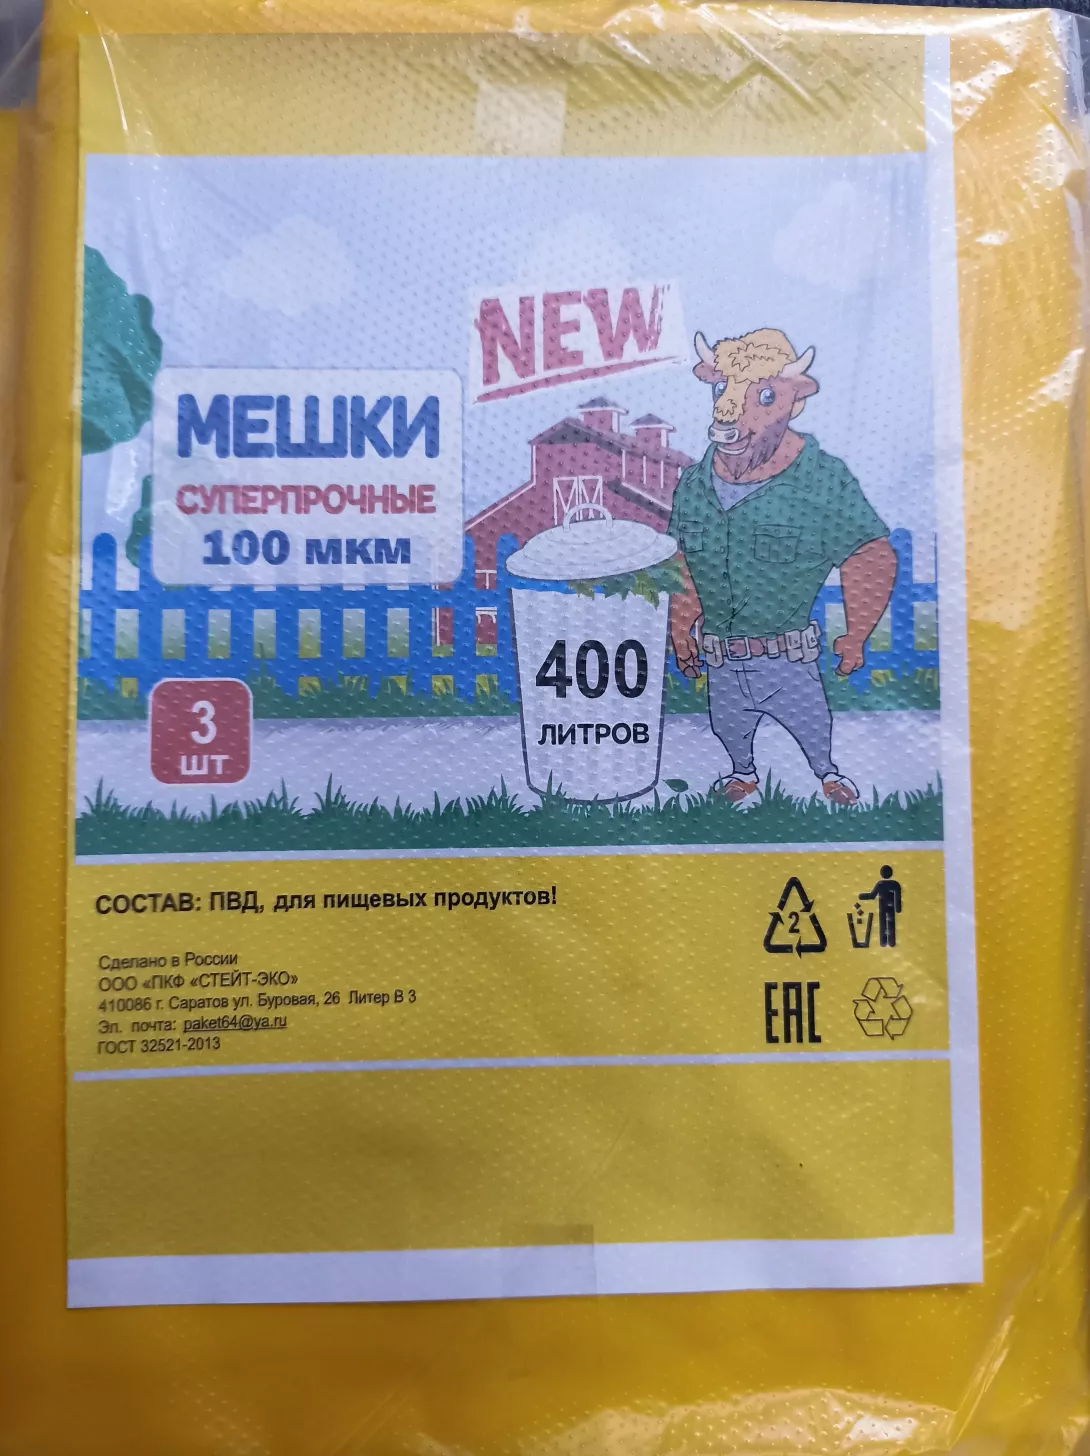 NEW
МЕШКИ
СУПЕРПРОЧНЫЕ
100 мкм
400
ЛИТРОВ
3
шт
СОСТАВ: ПВД, для пищевых продуктов!
2
Сделано в России
ООО «ПКФ «СТЕЙТ-ЭКО»
410086 г. Саратов ул. Буровая, 26 Литер В 3
Эл. почта: paket64@ya.ru
ГОСТ 32521-2013
EAC